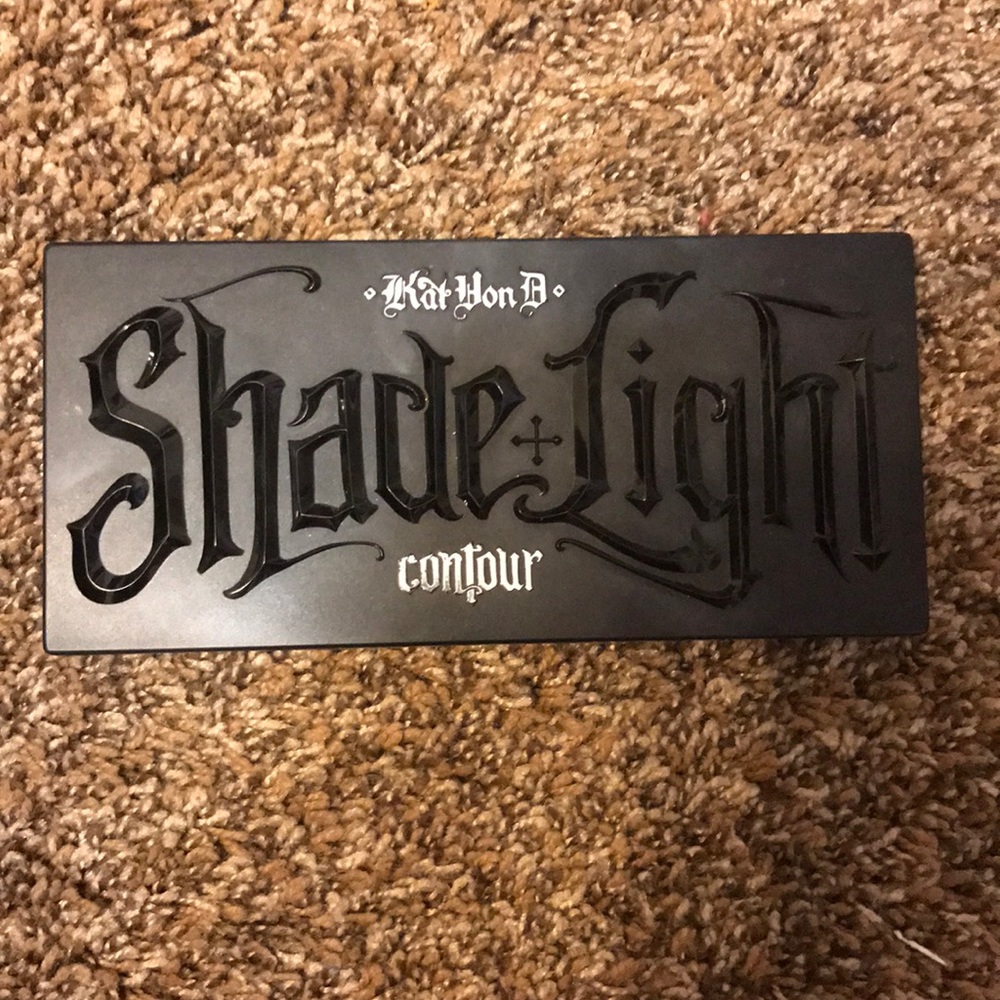 Kat Von D
Shade + Light
contour